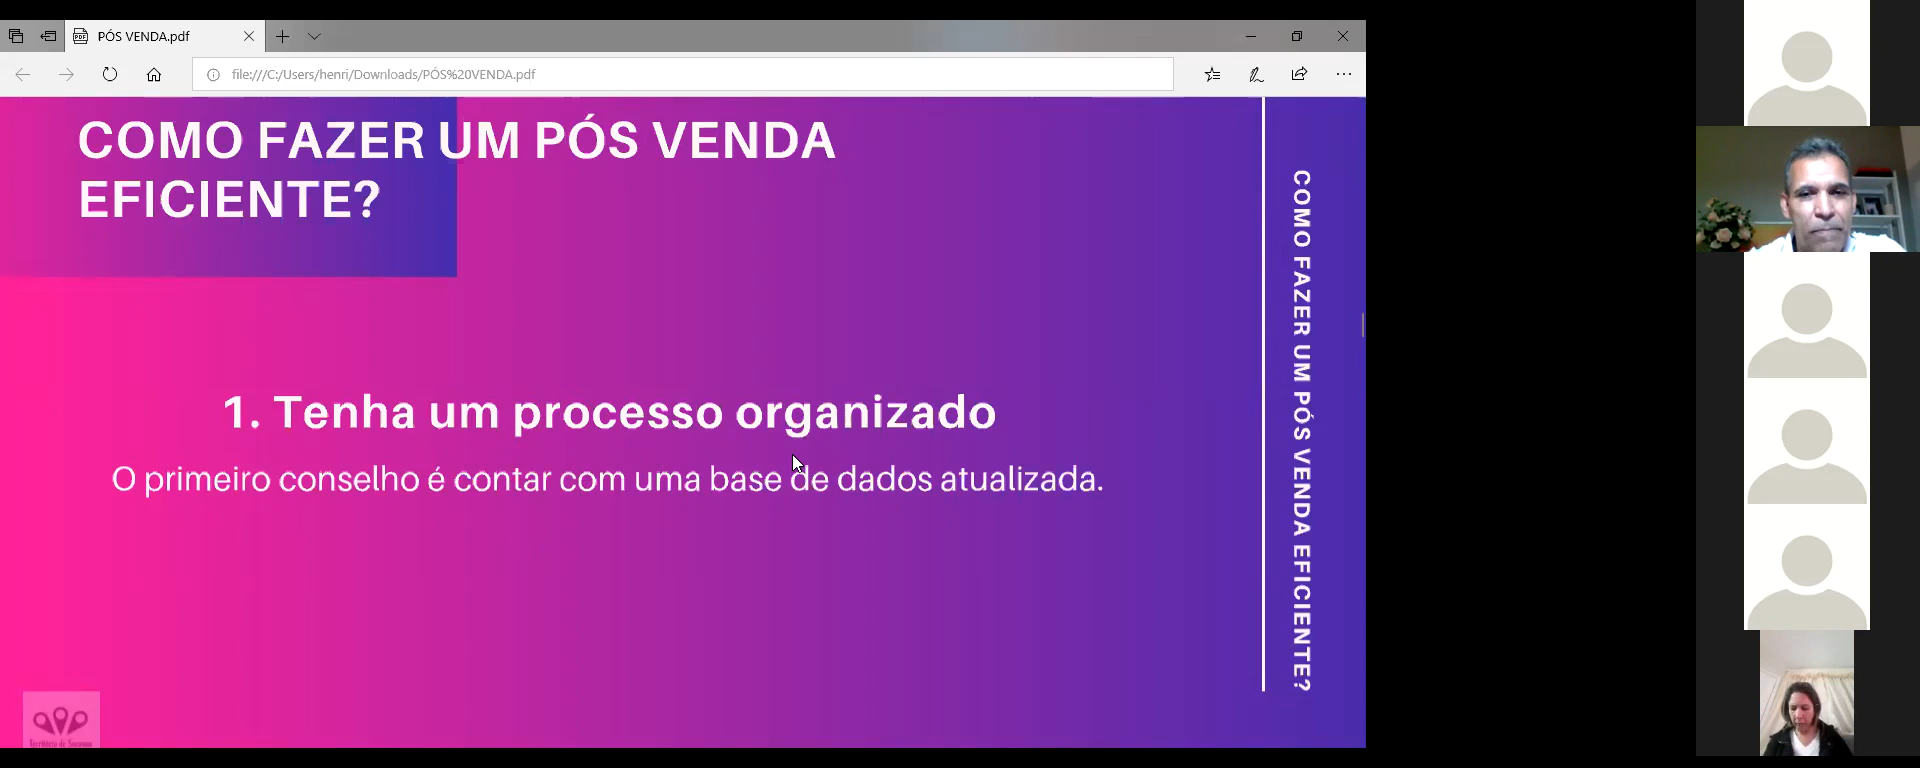 PÓS VENDA.pdf
file:///C:/Users/henri/Downloads/PÓS%20VENDA.pdf
COMO FAZER UM PÓS VENDA
EFICIENTE?
1. Tenha um processo organizado
O primeiro conselho é contar com uma base de dados atualizada.
COMO FAZER UM PÓS VENDA EFICIENTE?